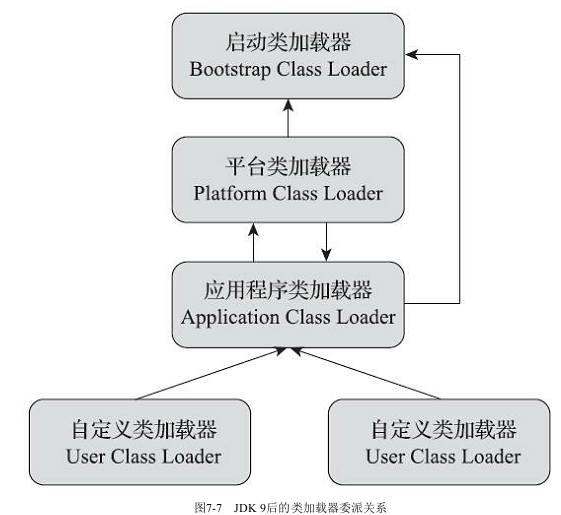 启动类加载器
Bootstrap Class Loader
平台类加载器
Platform Class Loader
应用程序类加载器
Application Class Loader
自定义类加载器
User Class Loader
自定义类加载器
User Class Loader
图7-7 JDK 9后的类加载器委派关系